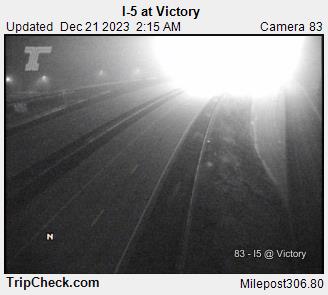 I-5 at Victory
Updated Dec 21 2023 2:15 AM Camera 83
T
N
83 - I5 @ Victory
TripCheck.com Milepost306.80